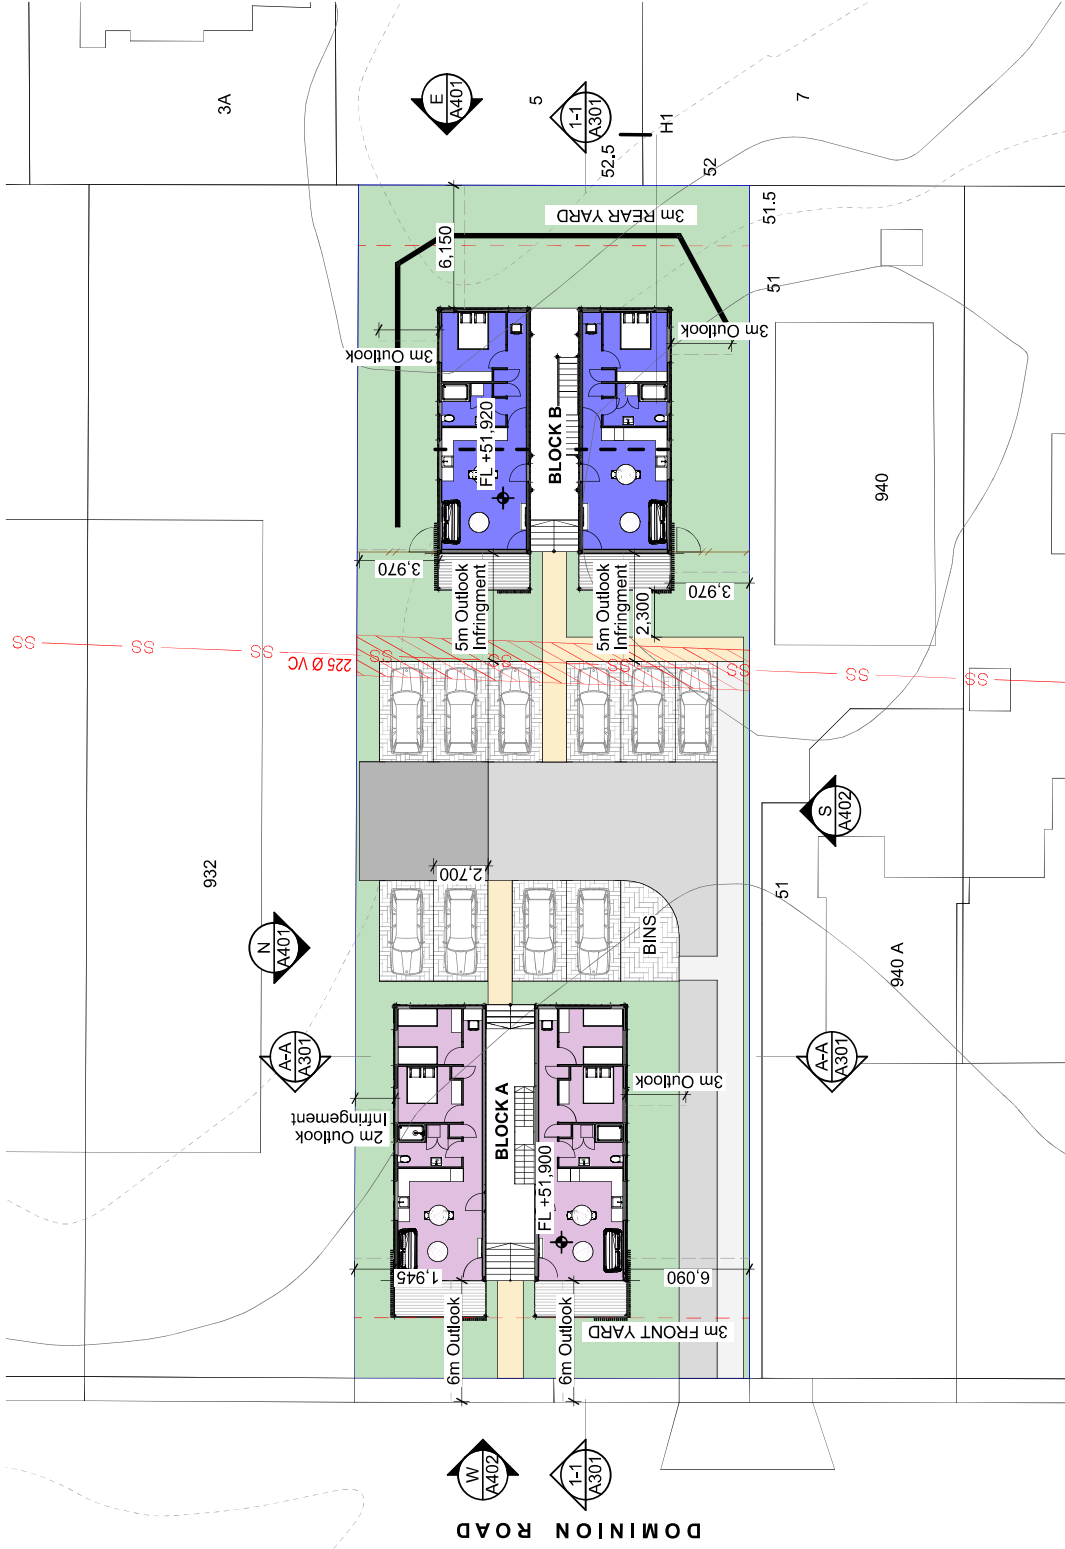 3A
E
A401
5
1-1
A301
7
H1
52.5
52
51.5
51
3m REAR YARD
6,150
3m Outlook
3m Outlook
FL +51,920
BLOCK B
940
3,970
5m Outlook
Infringment
5m Outlook
Infringment
2,300
3,970
SS
SS
SS
225 Ø VC
SS
SS
SS
SS
SS
SS
932
2,700
S
A402
51
N
A401
BINS
940 A
A-A
A301
A-A
A301
2m Outlook
Infringement
BLOCK A
3m Outlook
FL +51,900
1,945
6,090
6m Outlook
6m Outlook
3m FRONT YARD
W
A402
1-1
A301
DOMINION ROAD